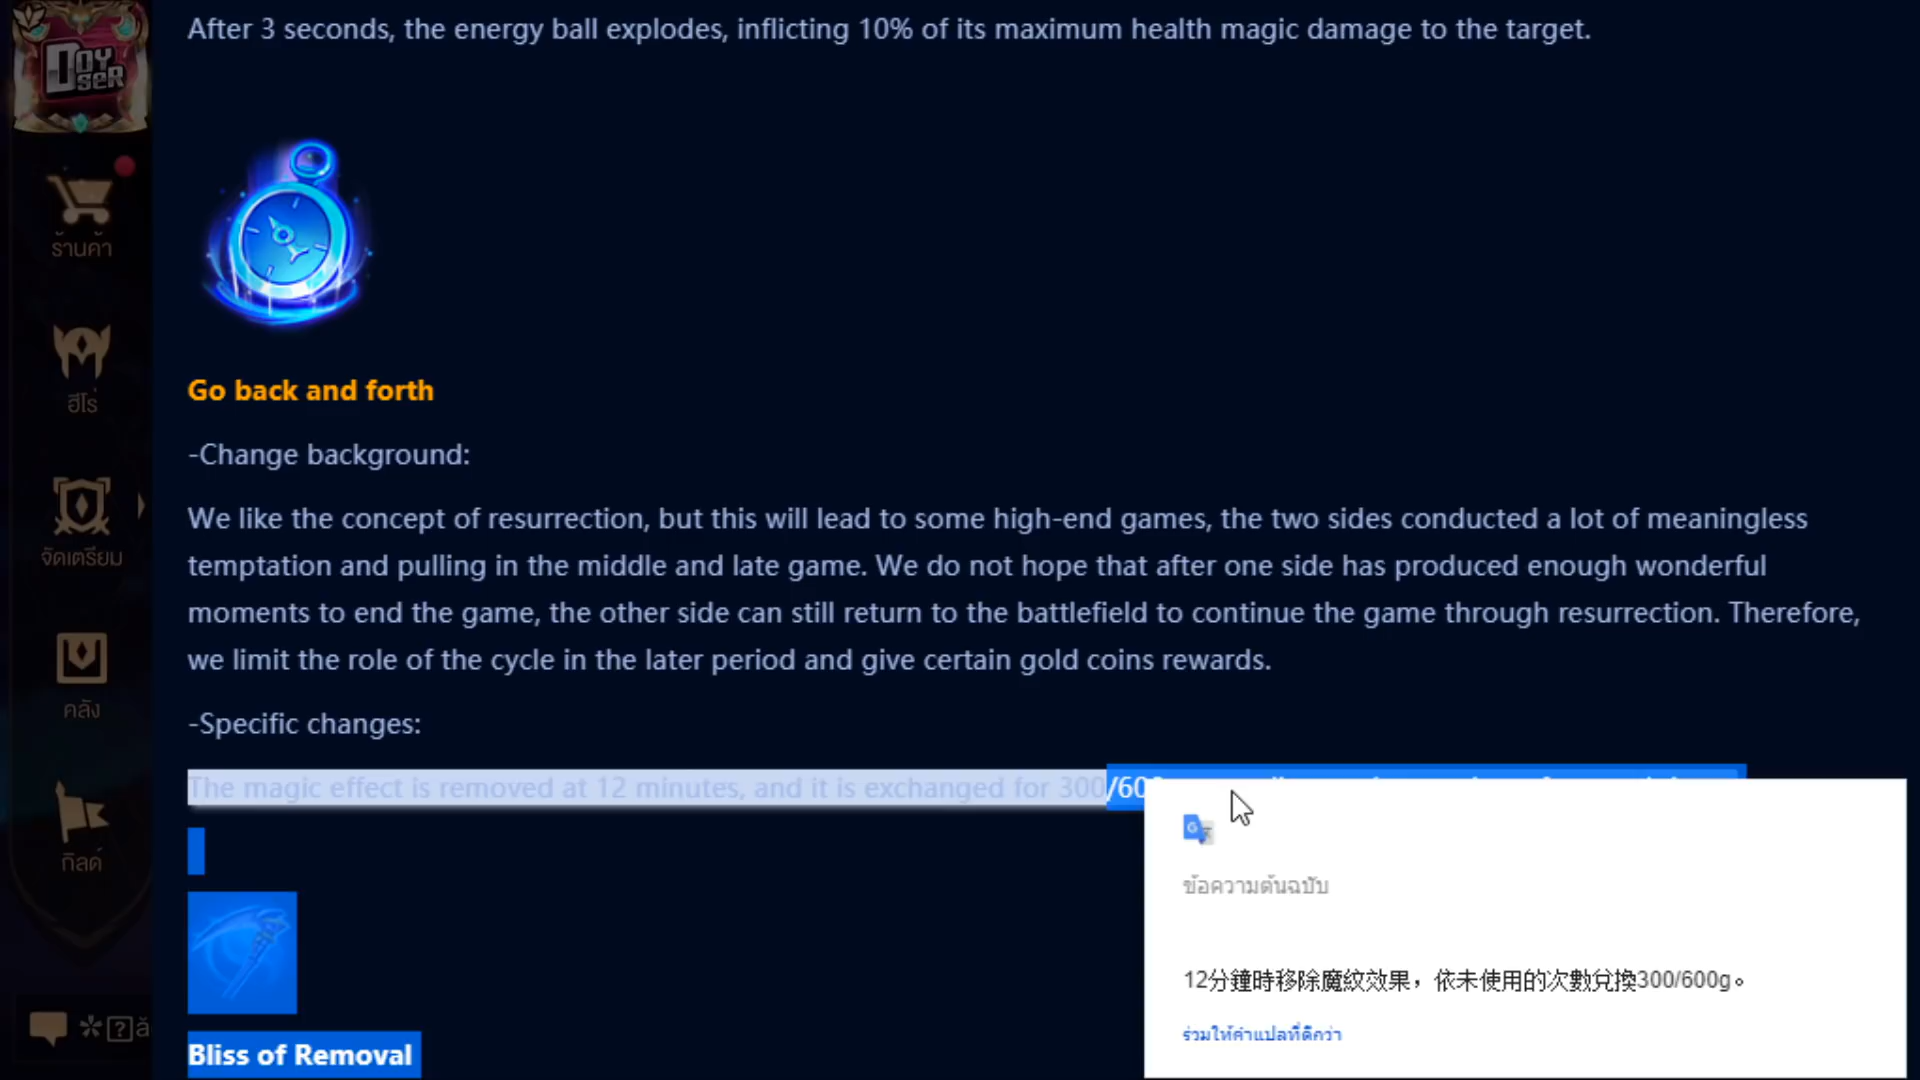 After 3 seconds, the energy ball explodes, inflicting 10% of its maximum health magic damage to the target.
DOY
SER
ร้านค้า
ฮีโร่
Go back and forth
-Change background:
จัดเตรียม
We like the concept of resurrection, but this will lead to some high-end games, the two sides conducted a lot of meaningless
temptation and pulling in the middle and late game. We do not hope that after one side has produced enough wonderful
moments to end the game, the other side can still return to the battlefield to continue the game through resurrection. Therefore,
we limit the role of the cycle in the later period and give certain gold coins rewards.
คลัง
-Specific changes:
The magic effect is removed at 12 minutes, and it is exchanged for 300/60
กิลด์
ข้อความต้นฉบับ
12分鐘時移除魔紋效果，依未使用的次數兌換300/600g。
ร่วมให้คำแปลที่ดีกว่า
Bliss of Removal